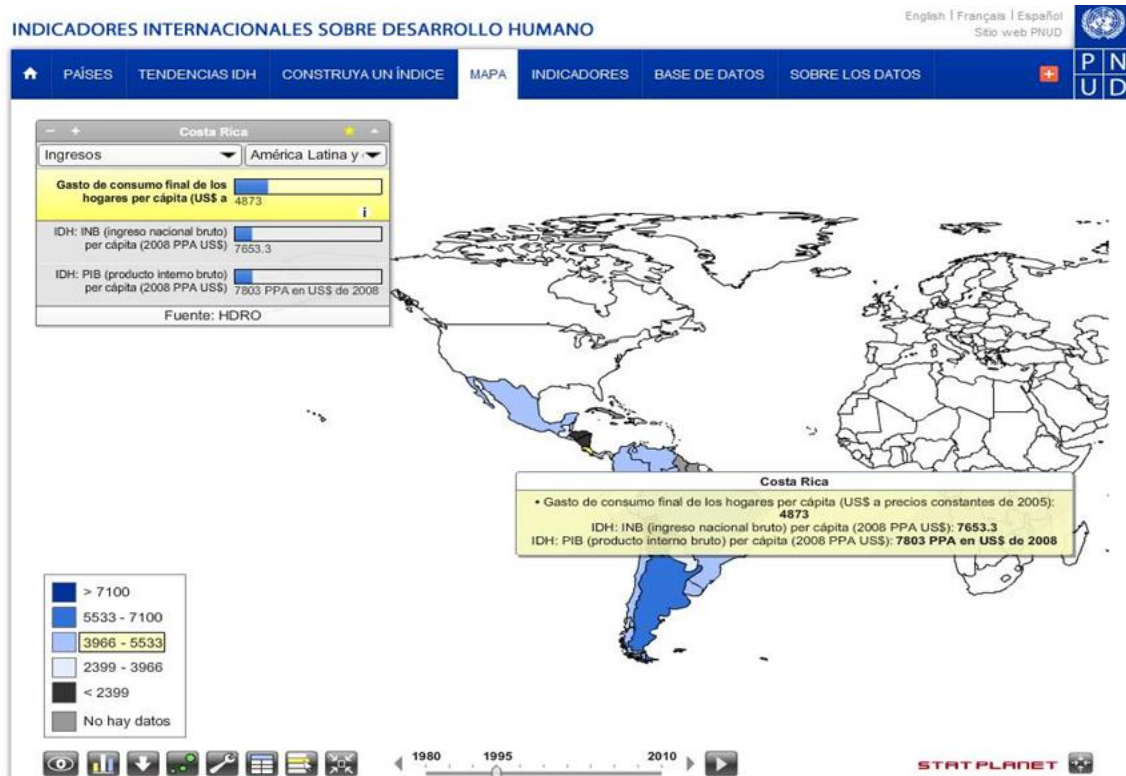 English | Français | Español
Sitio web PNUD
INDICADORES INTERNACIONALES SOBRE DESARROLLO HUMANO
PAÍSES TENDENCIAS IDH CONSTRUYA UN ÍNDICE MAPA INDICADORES BASE DE DATOS SOBRE LOS DATOS
P N
U D
Costa Rica
Ingresos América Latina y
Gasto de consumo final de los
hogares per cápita (US$ a 4873
i
IDH: INB (ingreso nacional bruto)
per cápita (2008 PPA US$) 7653.3
IDH: PIB (producto interno bruto)
per cápita (2008 PPA US$) 7803 PPA en US$ de 2008
Fuente: HDRO
Costa Rica
• Gasto de consumo final de los hogares per cápita (US$ a precios constantes de 2005):
4873
IDH: INB (ingreso nacional bruto) per cápita (2008 PPA US$): 7653.3
IDH: PIB (producto interno bruto) per cápita (2008 PPA US$): 7803 PPA en US$ de 2008
> 7100
5533 - 7100
3966 - 5533
2399 - 3966
< 2399
No hay datos
1980 1995 2010
STATPLANET